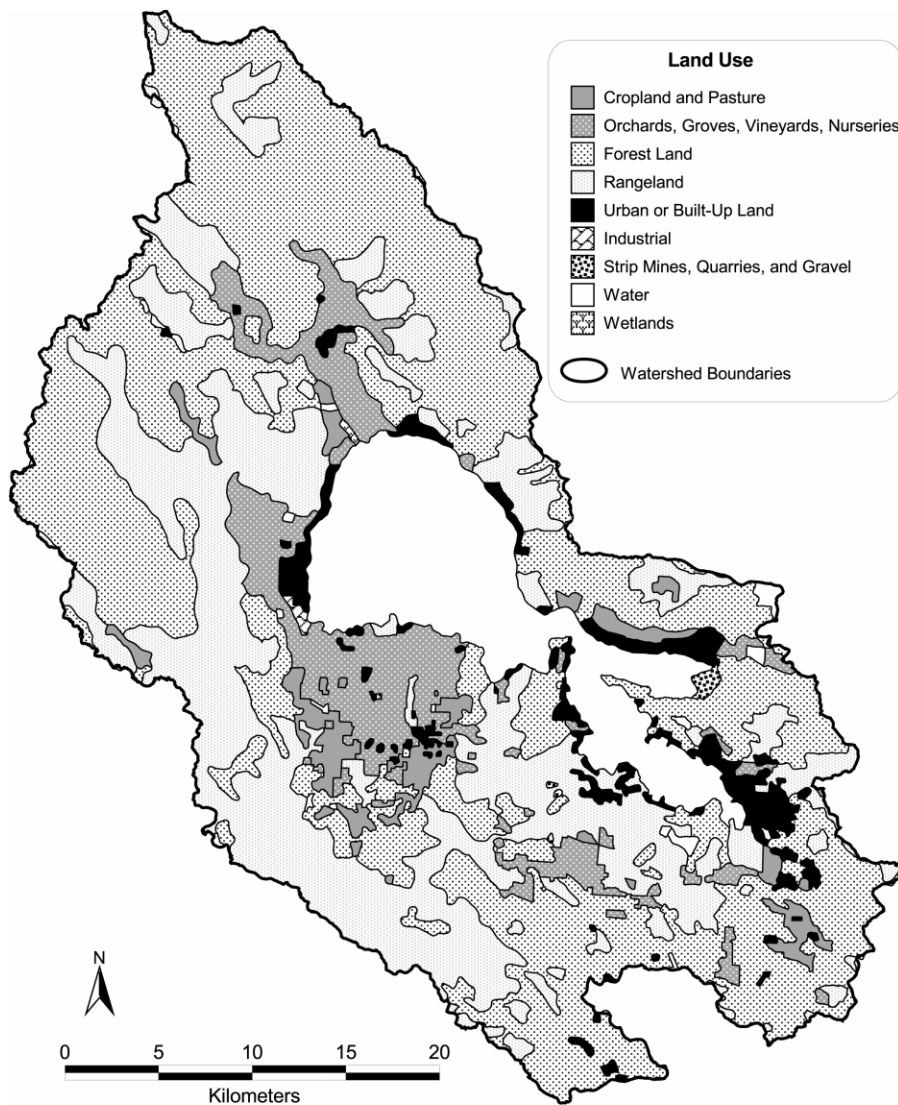 Land Use
Cropland and Pasture
Orchards, Groves, Vineyards, Nurseries
Forest Land
Rangeland
Urban or Built-Up Land
Industrial
Strip Mines, Quarries, and Gravel
Water
Wetlands
Watershed Boundaries
N
0 5 10 15 20
Kilometers